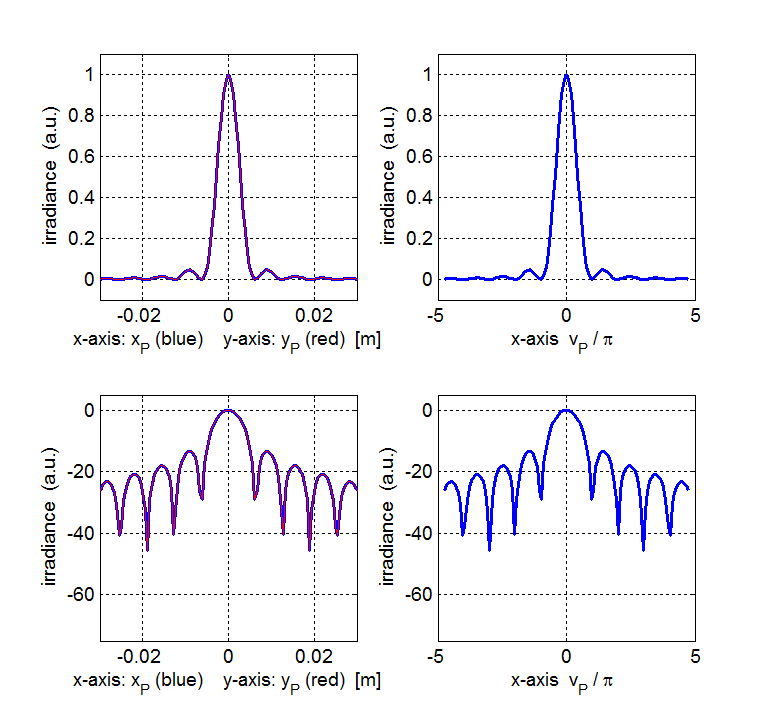 irradiance (a.u.)
1
0.8
0.6
0.4
0.2
0
-0.02 0 0.02
x-axis: xP (blue) y-axis: yP (red) [m]
irradiance (a.u.)
1
0.8
0.6
0.4
0.2
0
-5 0 5
x-axis vP / π
irradiance (a.u.)
0
-20
-40
-60
-0.02 0 0.02
x-axis: xP (blue) y-axis: yP (red) [m]
irradiance (a.u.)
0
-20
-40
-60
-5 0 5
x-axis vP / π